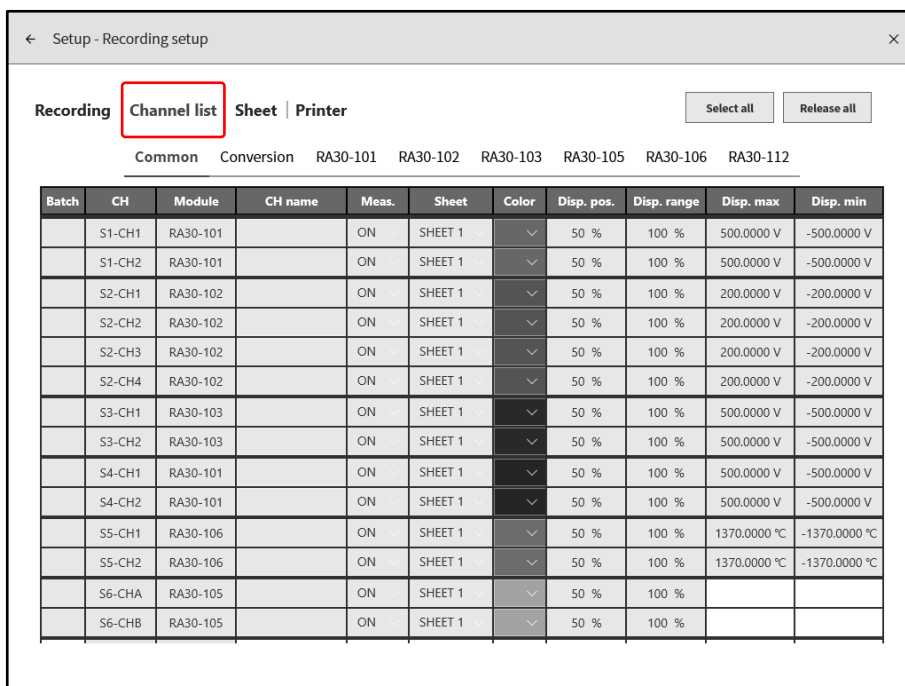 ← Setup - Recording setup ×
Recording Channel list Sheet | Printer Select all Release all
Common Conversion RA30-101 RA30-102 RA30-103 RA30-105 RA30-106 RA30-112
Batch CH Module CH name Meas. Sheet Color Disp. pos. Disp. range Disp. max Disp. min
S1-CH1 RA30-101 ON SHEET 1 50 % 100 % 500.0000 V -500.0000 V
S1-CH2 RA30-101 ON SHEET 1 50 % 100 % 500.0000 V -500.0000 V
S2-CH1 RA30-102 ON SHEET 1 50 % 100 % 200.0000 V -200.0000 V
S2-CH2 RA30-102 ON SHEET 1 50 % 100 % 200.0000 V -200.0000 V
S2-CH3 RA30-102 ON SHEET 1 50 % 100 % 200.0000 V -200.0000 V
S2-CH4 RA30-102 ON SHEET 1 50 % 100 % 200.0000 V -200.0000 V
S3-CH1 RA30-103 ON SHEET 1 50 % 100 % 500.0000 V -500.0000 V
S3-CH2 RA30-103 ON SHEET 1 50 % 100 % 500.0000 V -500.0000 V
S4-CH1 RA30-101 ON SHEET 1 50 % 100 % 500.0000 V -500.0000 V
S4-CH2 RA30-101 ON SHEET 1 50 % 100 % 500.0000 V -500.0000 V
S5-CH1 RA30-106 ON SHEET 1 50 % 100 % 1370.0000 ℃ -1370.0000 ℃
S5-CH2 RA30-106 ON SHEET 1 50 % 100 % 1370.0000 ℃ -1370.0000 ℃
S6-CHA RA30-105 ON SHEET 1 50 % 100 %
S6-CHB RA30-105 ON SHEET 1 50 % 100 %